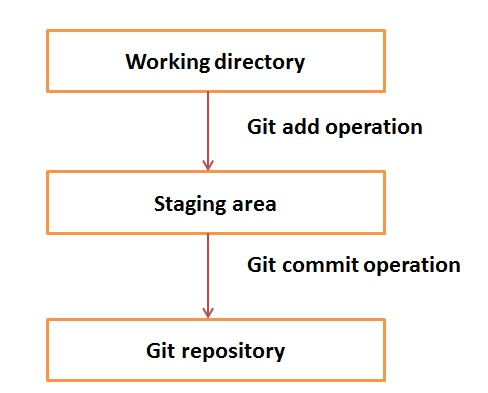 Working directory
Git add operation
Staging area
Git commit operation
Git repository